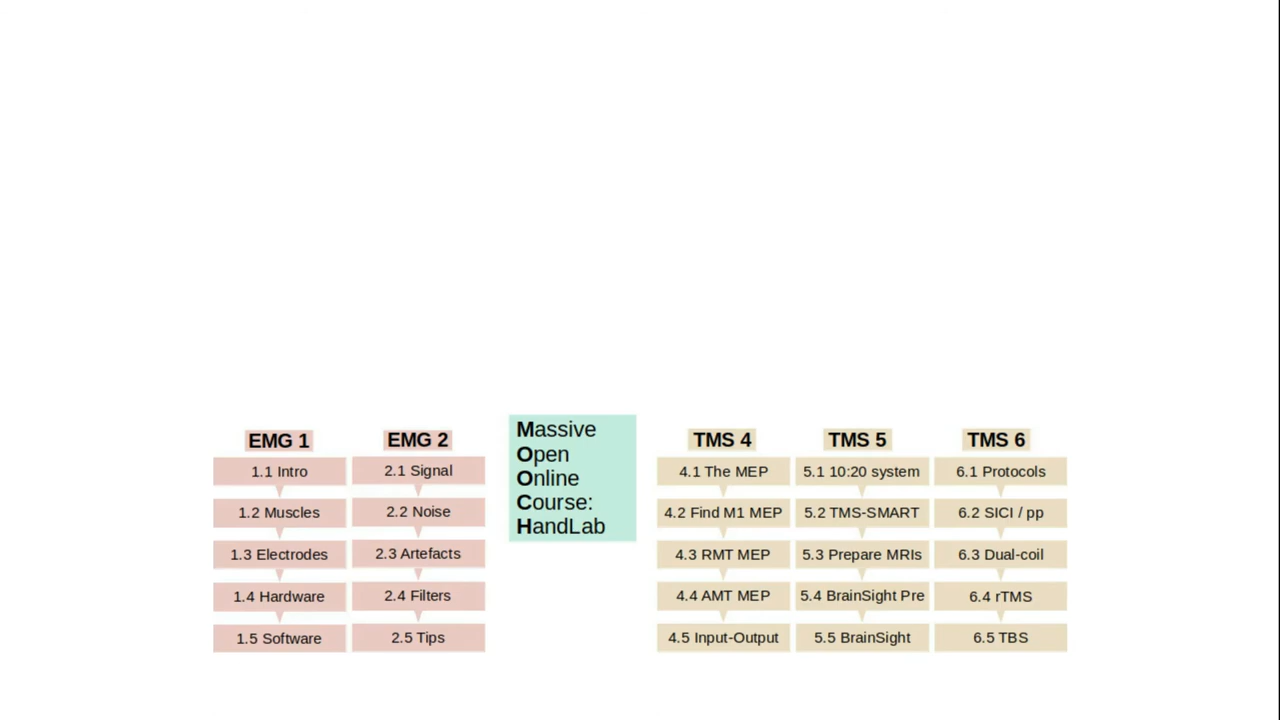 EMG 1
1.1 Intro
1.2 Muscles
1.3 Electrodes
1.4 Hardware
1.5 Software
EMG 2
2.1 Signal
2.2 Noise
2.3 Artefacts
2.4 Filters
2.5 Tips
Massive
Open
Online
Course:
HandLab
TMS 4
4.1 The MEP
4.2 Find M1 MEP
4.3 RMT MEP
4.4 AMT MEP
4.5 Input-Output
TMS 5
5.1 10:20 system
5.2 TMS-SMART
5.3 Prepare MRIs
5.4 BrainSight Pre
5.5 BrainSight
TMS 6
6.1 Protocols
6.2 SICI / pp
6.3 Dual-coil
6.4 rTMS
6.5 TBS